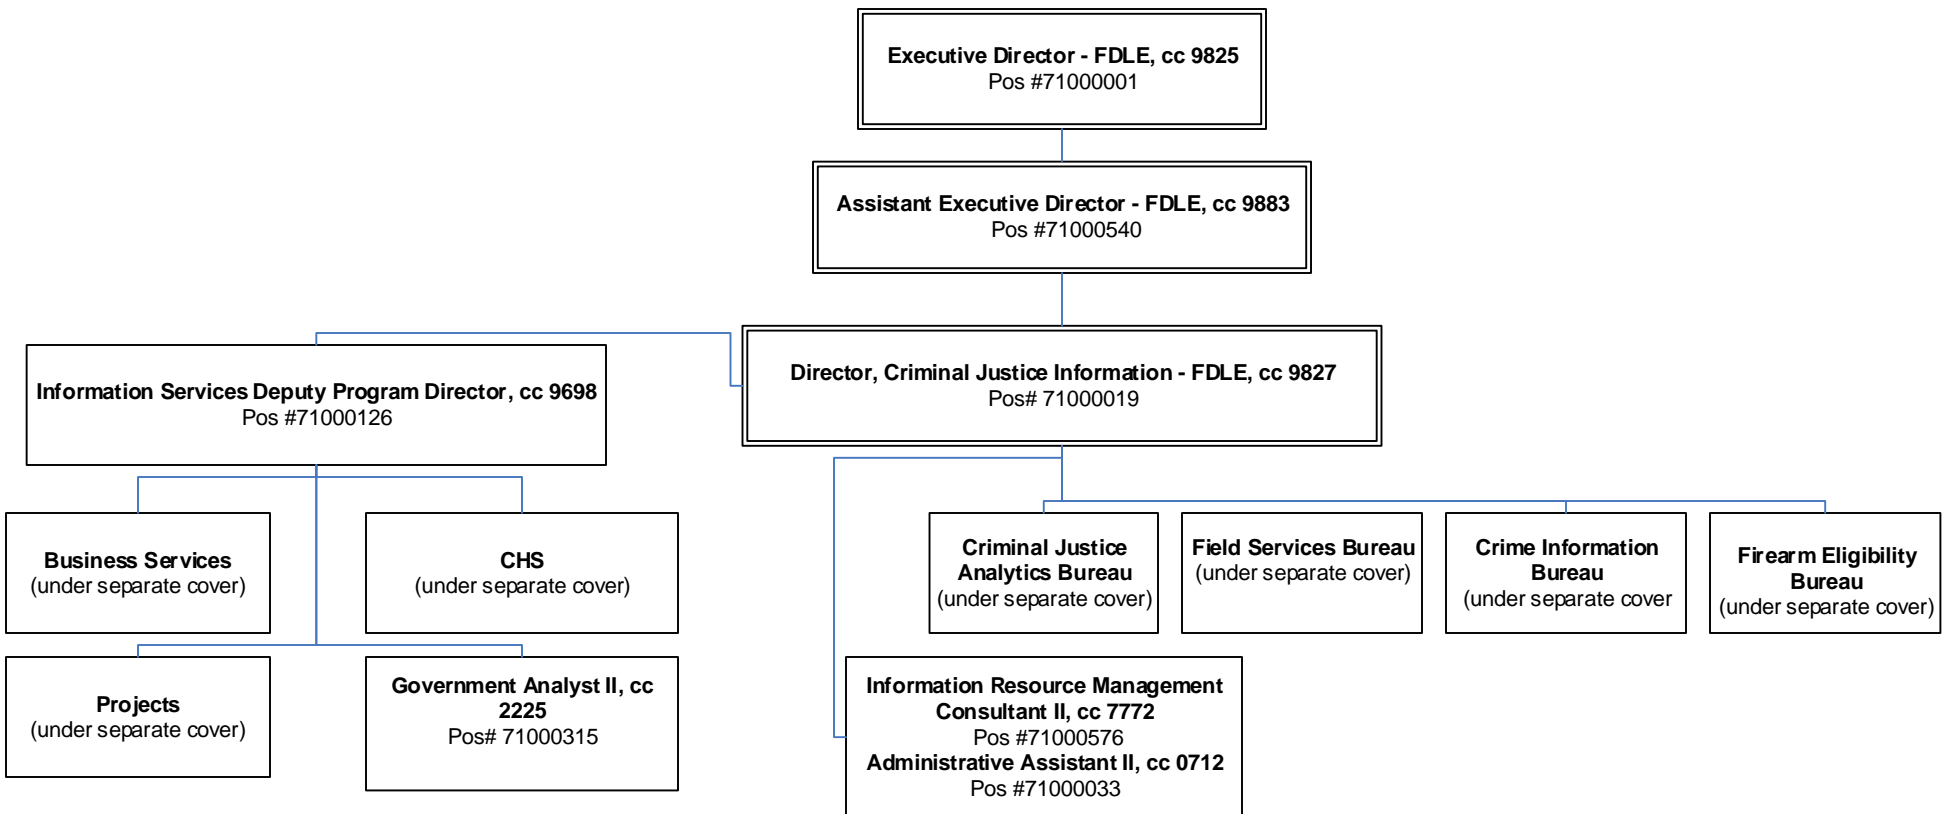 Executive Director - FDLE, cc 9825
Pos #71000001
Assistant Executive Director - FDLE, cc 9883
Pos #71000540
Director, Criminal Justice Information - FDLE, cc 9827
Pos# 71000019
Information Services Deputy Program Director, cc 9698
Pos #71000126
Business Services
(under separate cover)
CHS
(under separate cover)
Projects
(under separate cover)
Government Analyst II, cc
2225
Pos# 71000315
Criminal Justice
Analytics Bureau
(under separate cover)
Field Services Bureau
(under separate cover)
Crime Information
Bureau
(under separate cover
Firearm Eligibility
Bureau
(under separate cover)
Information Resource Management
Consultant II, cc 7772
Pos #71000576
Administrative Assistant II, cc 0712
Pos #71000033